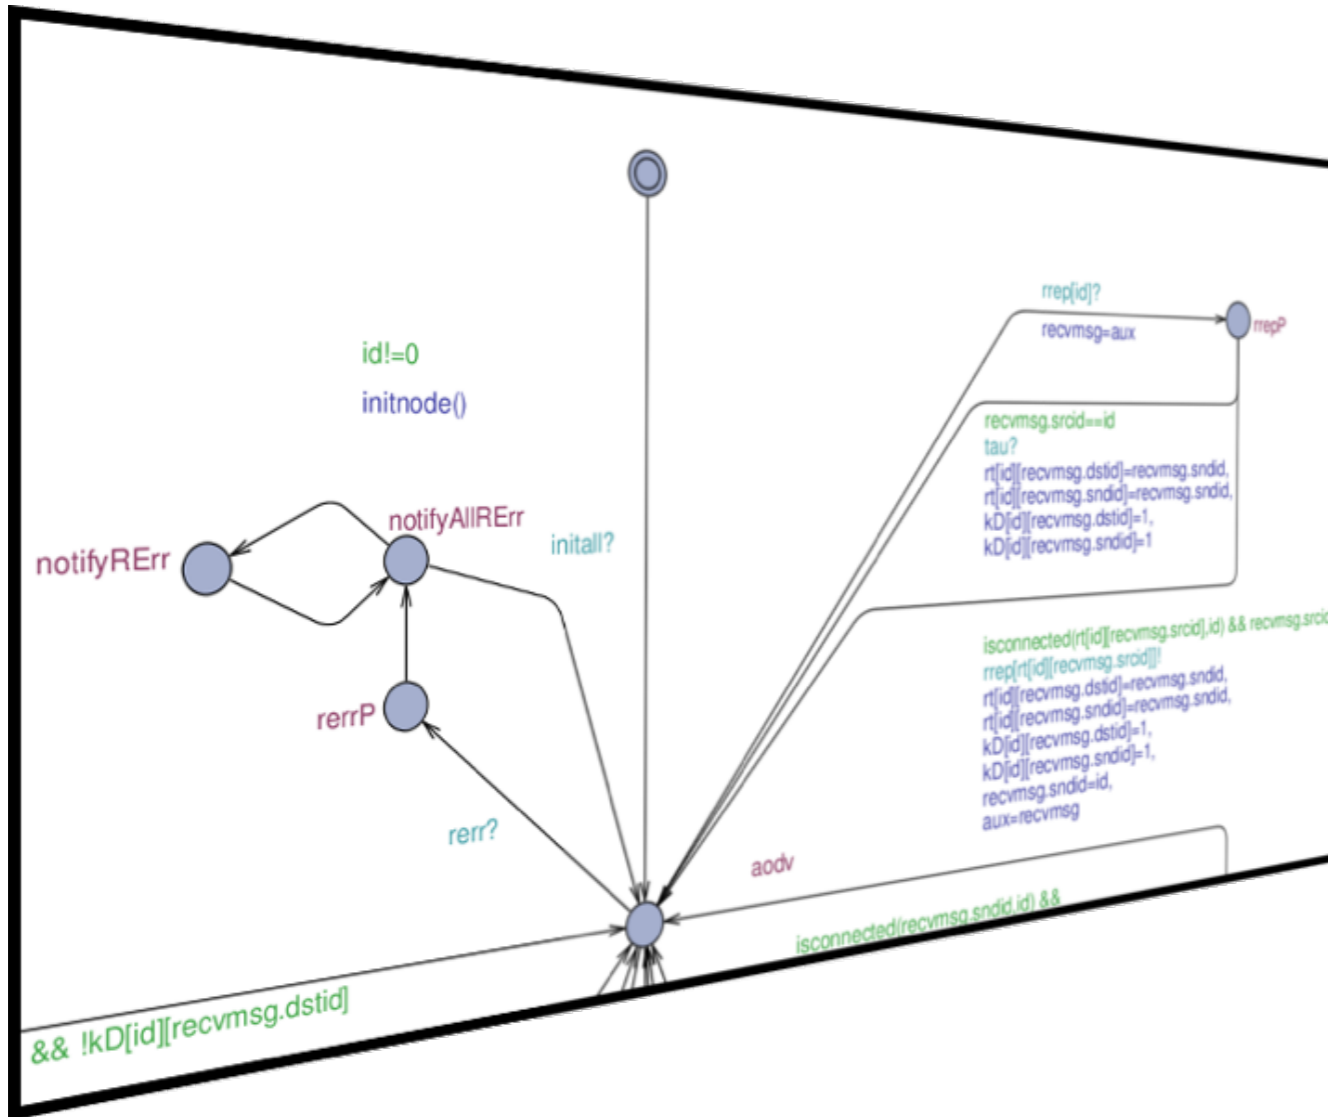 rrep[id]?
recvmsg=aux
rrepP
id!=0
initnode()
recvmsg.srcid==id
tau?
rt[id][recvmsg.dstid]=recvmsg.sndid,
rt[id][recvmsg.sndid]=recvmsg.sndid,
kD[id][recvmsg.dstid]=1,
kD[id][recvmsg.sndid]=1
notifyAllRErr
initall?
notifyRErr
isconnected(rt[id][recvmsg.srcid],id) && recvmsg.srcid
rrep[rt[id][recvmsg.srcid]]!
rt[id][recvmsg.dstid]=recvmsg.sndid,
rt[id][recvmsg.sndid]=recvmsg.sndid,
kD[id][recvmsg.dstid]=1,
kD[id][recvmsg.sndid]=1,
recvmsg.sndid=id,
aux=recvmsg
rerrP
rerr?
aodv
isconnected(recvmsg.sndid,id) &&
&& !kD[id][recvmsg.dstid]